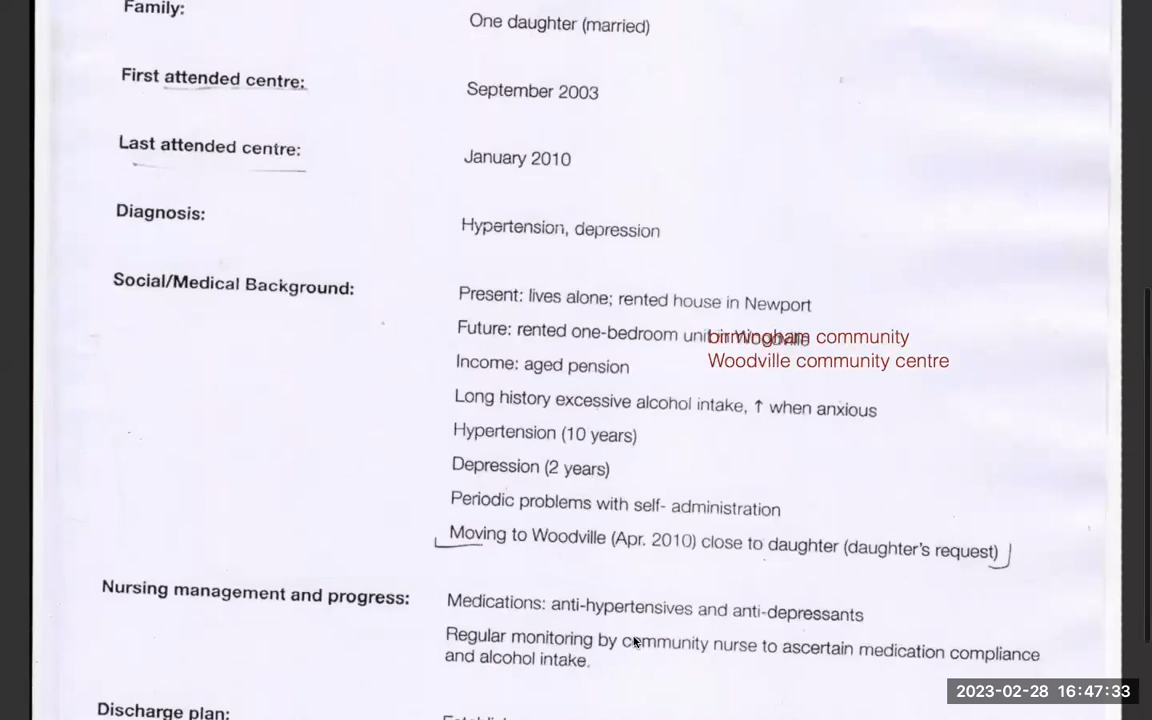 Family: One daughter (married)
First attended centre: September 2003
Last attended centre: January 2010
Diagnosis: Hypertension, depression
Social/Medical Background: Present: lives alone; rented house in Newport
Future: rented one-bedroom unit in Woodville
birmingham community
Woodville community centre
Income: aged pension
Long history excessive alcohol intake, ↑ when anxious
Hypertension (10 years)
Depression (2 years)
Periodic problems with self- administration
Moving to Woodville (Apr. 2010) close to daughter (daughter's request)
Nursing management and progress: Medications: anti-hypertensives and anti-depressants
Regular monitoring by community nurse to ascertain medication compliance
and alcohol intake.
Discharge plan:
2023-02-28 16:47:33